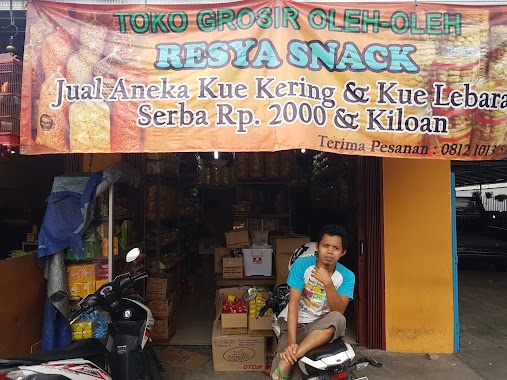 TOKO GROSIR OLEH-OLEH
RESYA SNACK
Jual Aneka Kue Kering & Kue Lebara
Serba Rp. 2000 & Kiloan
Terima Pesanan : 0812 1013